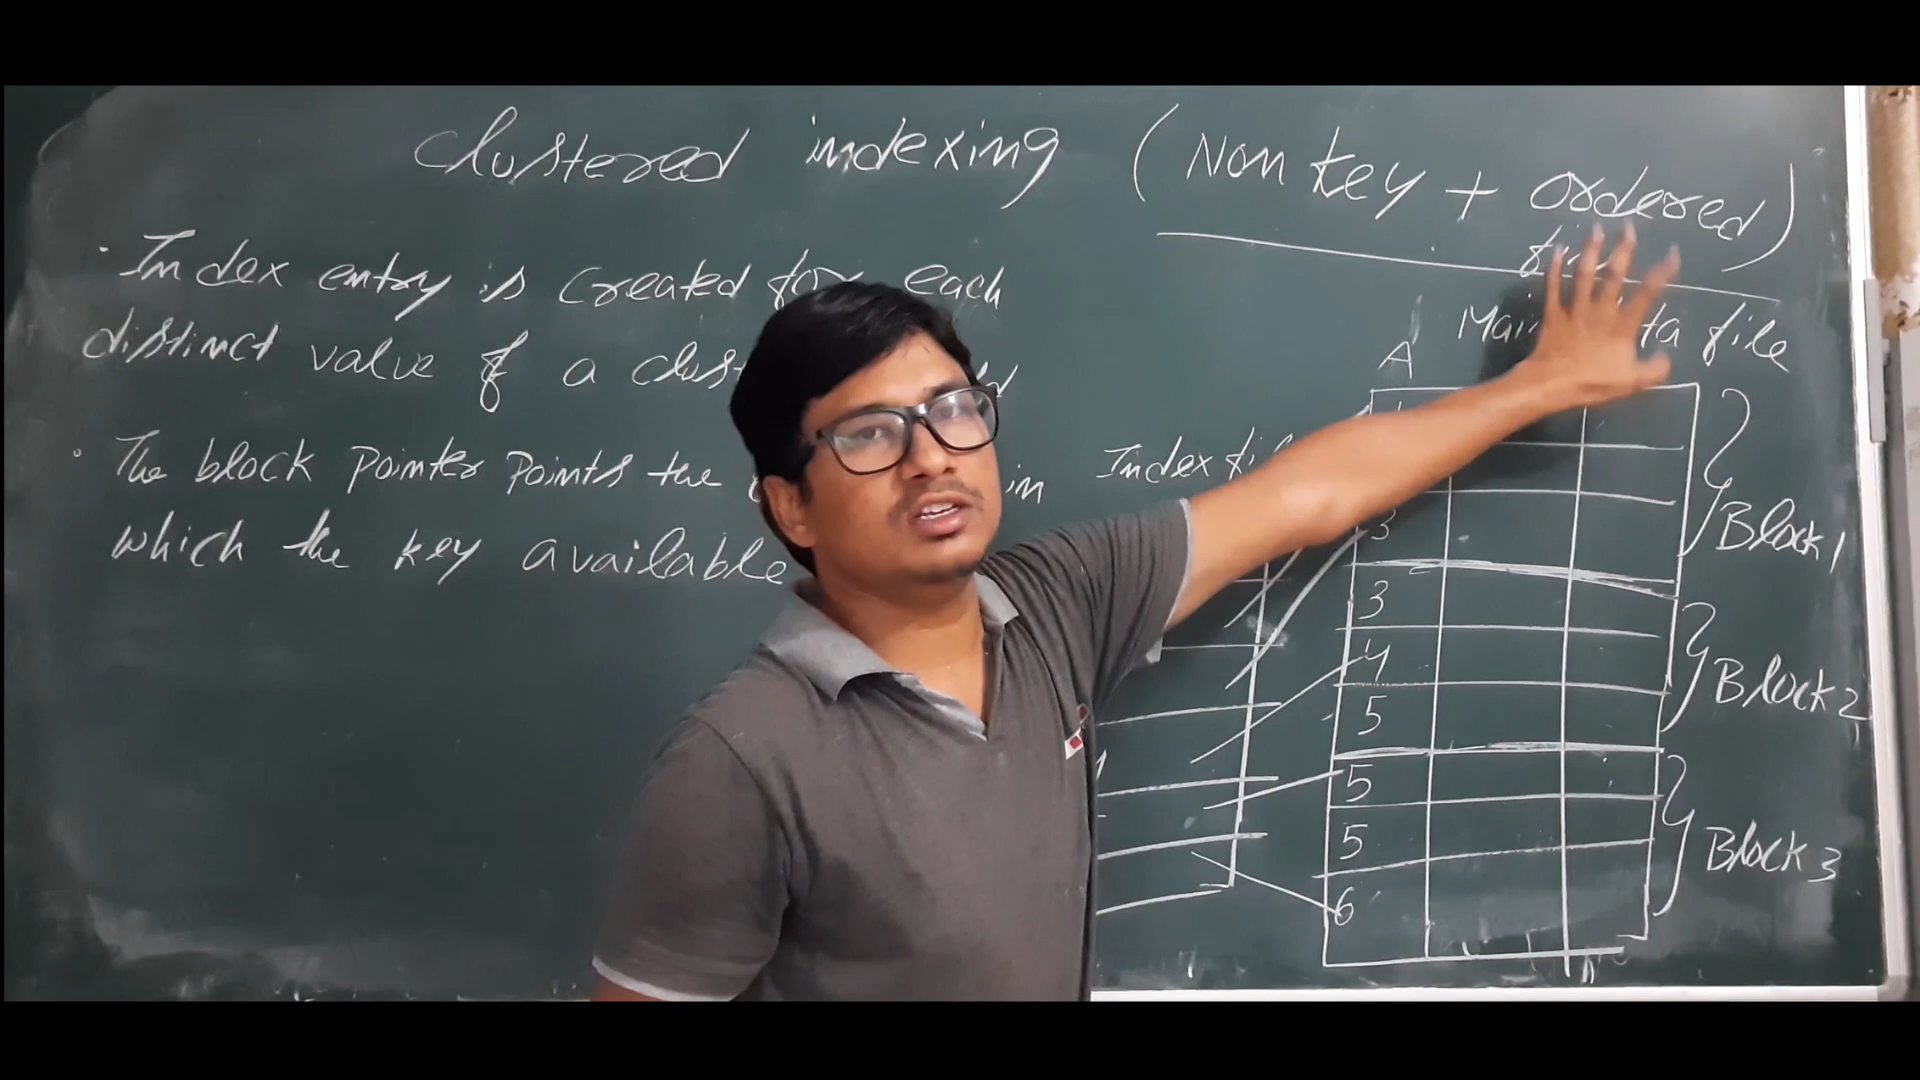 Clustered indexing (Non key + ordered)
• Index entry is created for each
distinct value of a
• The block Pointer Points the in
which the key available
Index
A
data file
3
3
4
5
5
5
6
Block 1
Block 2
Block 3